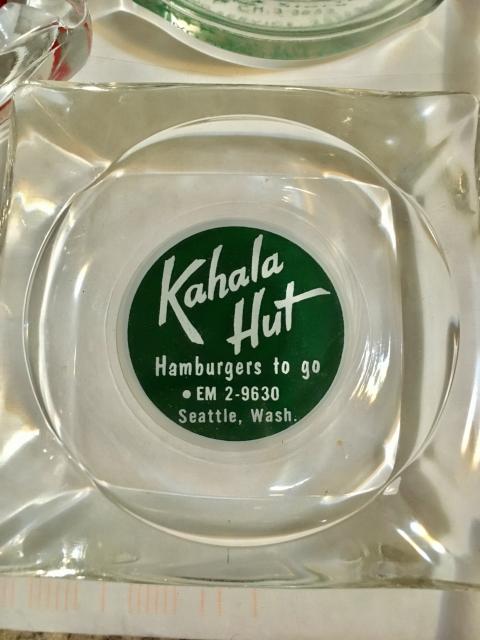 Kahala
Hut
Hamburgers to go
• EM 2-9630
Seattle, Wash.